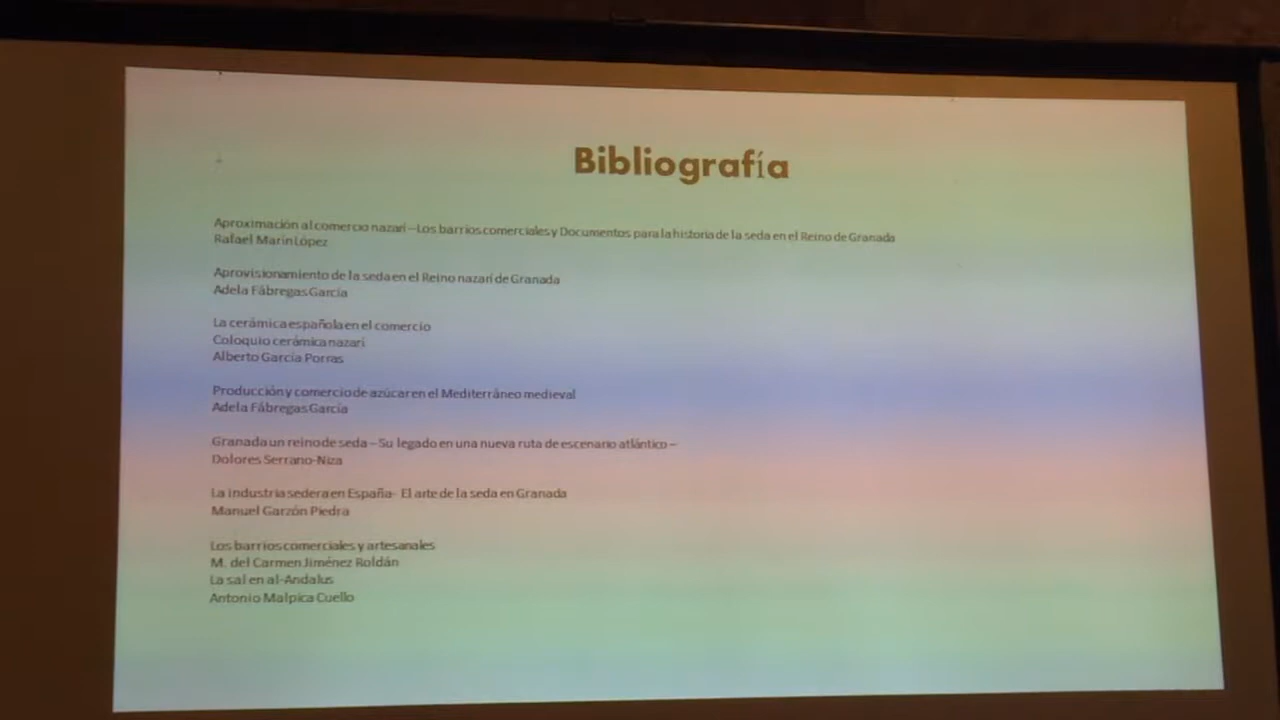 Bibliografía
Aproximación al comercio nazarí – Los barrios comerciales y Documentos para la historia de la seda en el Reino de Granada
Rafael Marín López
Aprovisionamiento de la seda en el Reino nazarí de Granada
Adela Fábregas García
La cerámica española en el comercio
Coloquio cerámica nazarí
Alberto García Porras
Producción y comercio de azúcar en el Mediterráneo medieval
Adela Fábregas García
Granada un reino de seda – Su legado en una nueva ruta de escenario atlántico –
Dolores Serrano-Niza
La industria sedera en España- El arte de la seda en Granada
Manuel Garzón Piedra
Los barrios comerciales y artesanales
M. del Carmen Jiménez Roldán
La sal en al-Andalus
Antonio Malpica Cuello